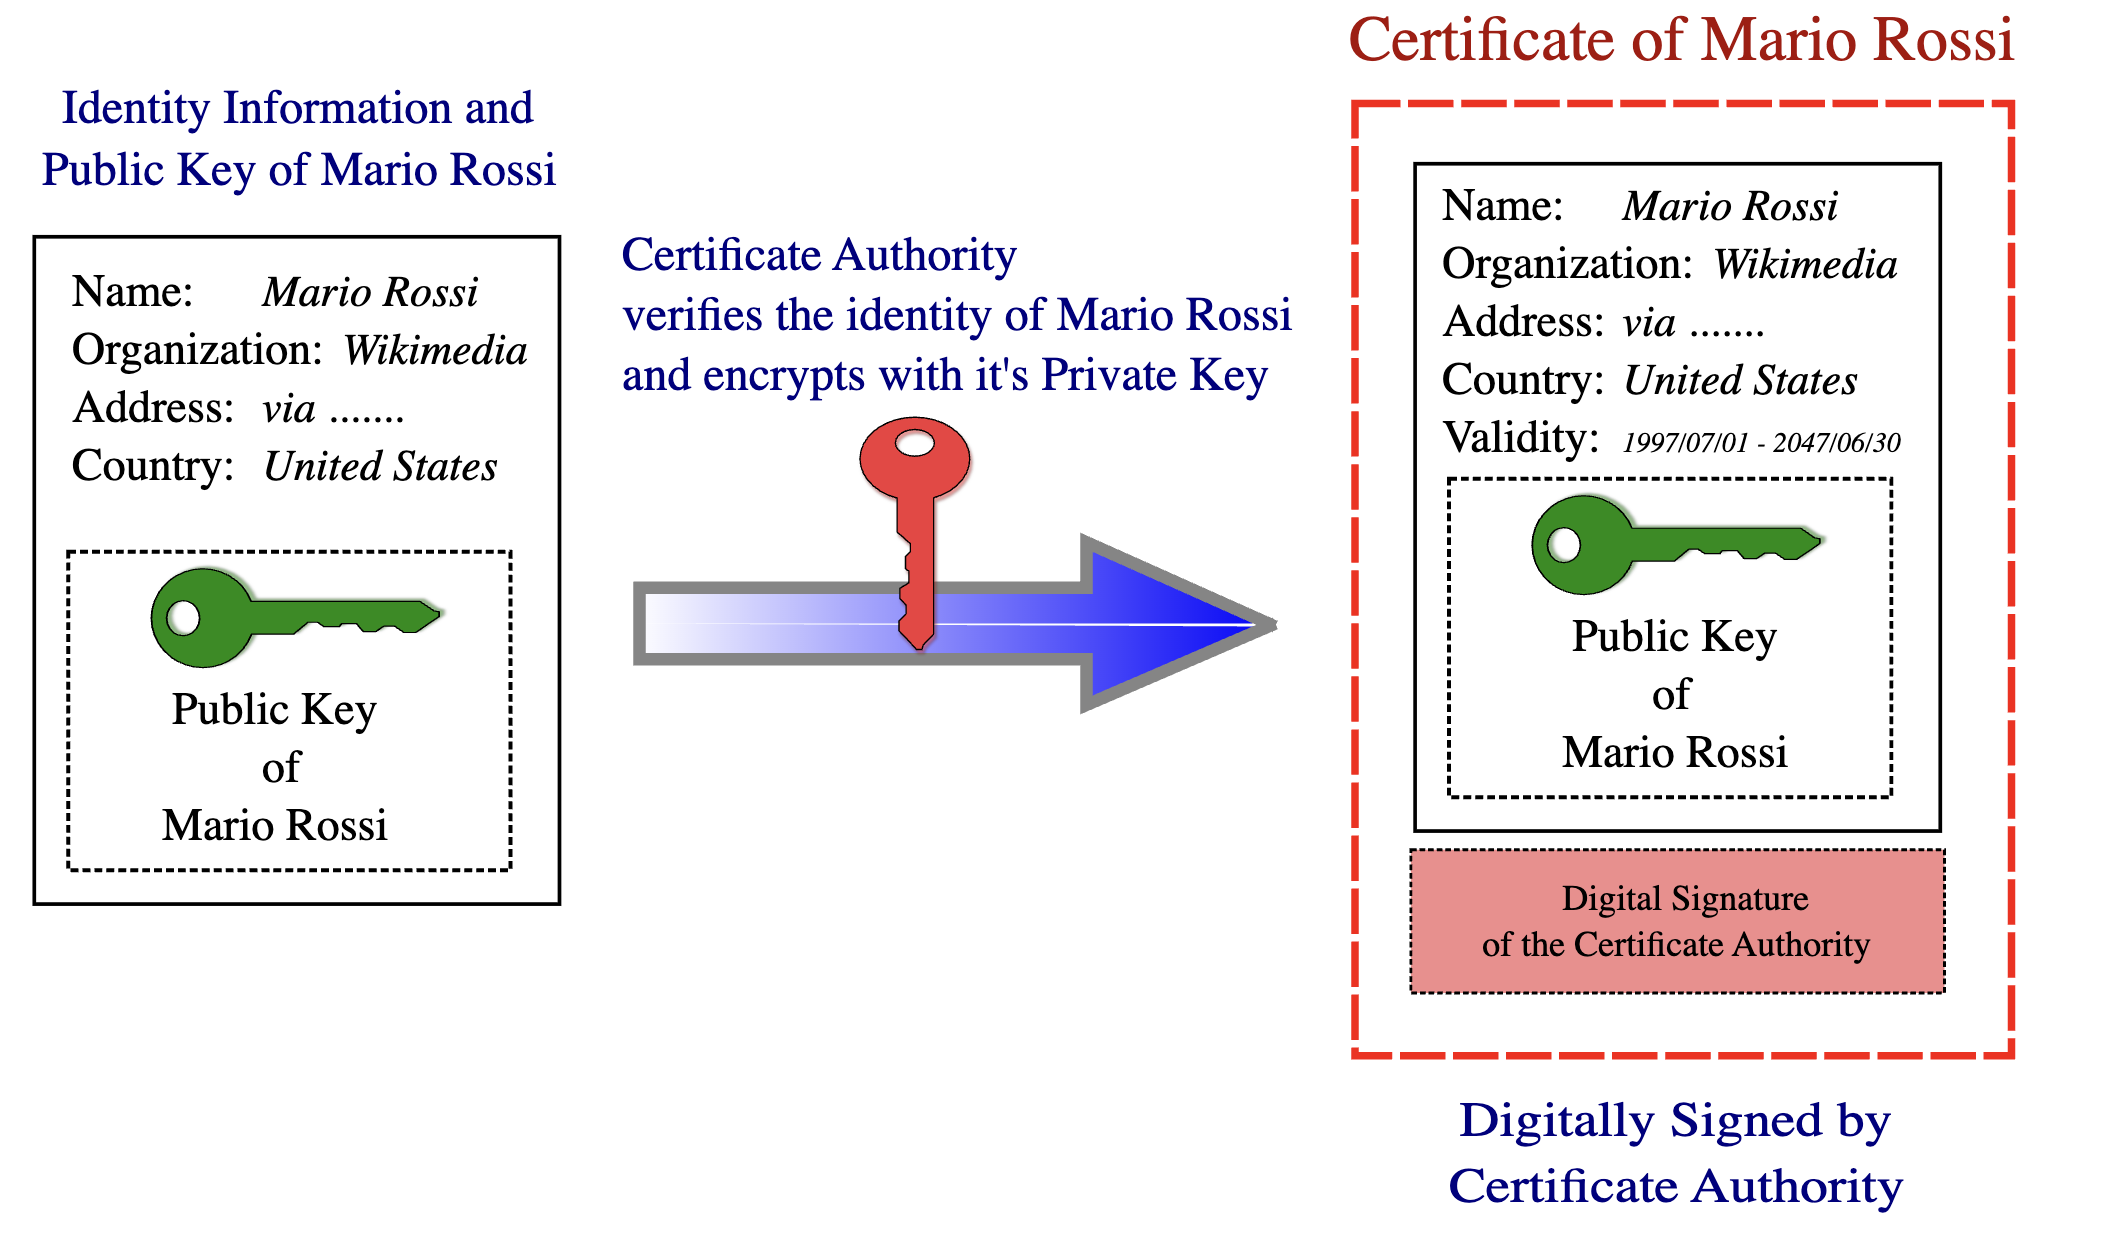 Identity Information and
Public Key of Mario Rossi
Name: Mario Rossi
Organization: Wikimedia
Address: via .......
Country: United States
Public Key
of
Mario Rossi
Certificate Authority
verifies the identity of Mario Rossi
and encrypts with it's Private Key
Certificate of Mario Rossi
Name: Mario Rossi
Organization: Wikimedia
Address: via .......
Country: United States
Validity: 1997/07/01 - 2047/06/30
Public Key
of
Mario Rossi
Digital Signature
of the Certificate Authority
Digitally Signed by
Certificate Authority